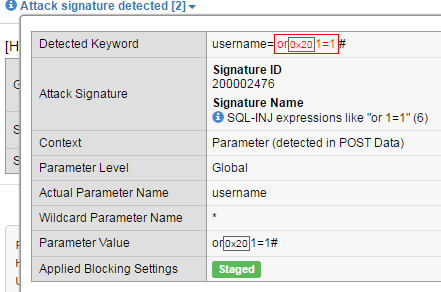 Attack signature detected [2]
[H
Detected Keyword username=or0x201=1#
G
Attack Signature
Signature ID
200002476
Signature Name
SQL-INJ expressions like "or 1=1" (6)
S
Context Parameter (detected in POST Data)
S
Parameter Level Global
Actual Parameter Name username
Wildcard Parameter Name *
Parameter Value or0x201=1#
Applied Blocking Settings Staged